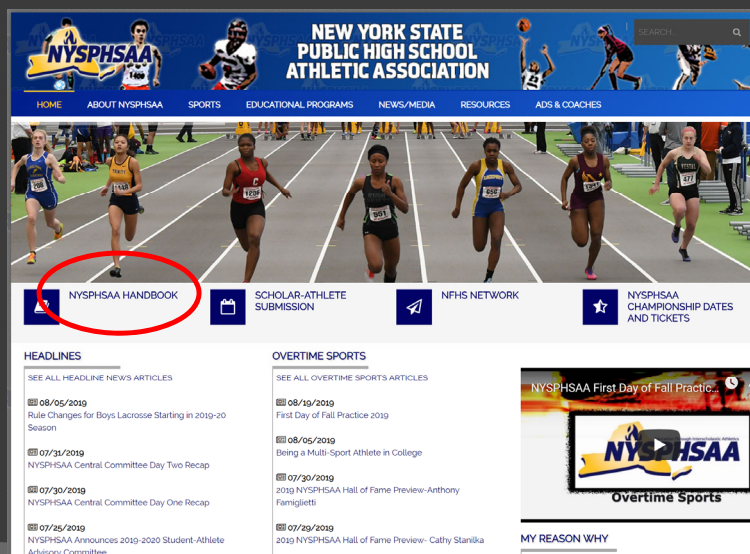 NYSPHSAA
NEW YORK STATE
PUBLIC HIGH SCHOOL
ATHLETIC ASSOCIATION
SEARCH...
HOME
ABOUT NYSPHSAA
SPORTS
EDUCATIONAL PROGRAMS
NEWS/MEDIA
RESOURCES
ADS & COACHES
NYSPHSAA HANDBOOK
SCHOLAR-ATHLETE
SUBMISSION
NFHS NETWORK
NYSPHSAA
CHAMPIONSHIP DATES
AND TICKETS
HEADLINES
SEE ALL HEADLINE NEWS ARTICLES
08/05/2019
Rule Changes for Boys Lacrosse Starting in 2019-20
Season
07/31/2019
NYSPHSAA Central Committee Day Two Recap
07/30/2019
NYSPHSAA Central Committee Day One Recap
07/25/2019
NYSPHSAA Announces 2019-2020 Student-Athlete
Advisory Committee
OVERTIME SPORTS
SEE ALL OVERTIME SPORTS ARTICLES
08/19/2019
First Day of Fall Practice 2019
08/05/2019
Being a Multi-Sport Athlete in College
07/30/2019
2019 NYSPHSAA Hall of Fame Preview-Anthony
Famiglietti
07/29/2019
2019 NYSPHSAA Hall of Fame Preview- Cathy Stanilka
NYSPHSAA First Day of Fall Practic...
NYSPHSAA
Overtime Sports
MY REASON WHY